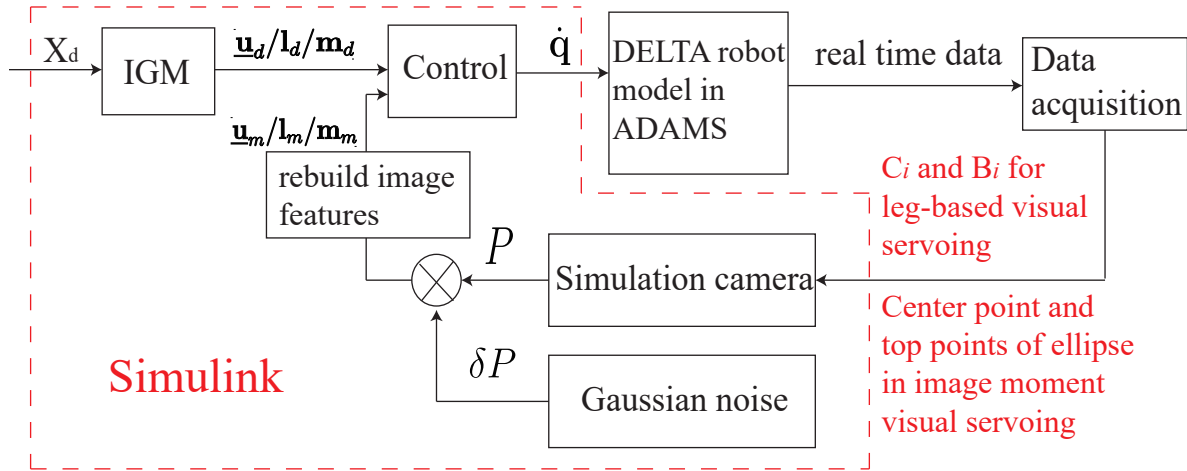 X_d
IGM
u_d/l_d/m_d
Control
q̇
DELTA robot
model in
ADAMS
real time data
Data
acquisition
u_m/l_m/m_m
rebuild image
features
C_i and B_i for
leg-based visual
servoing
P
Simulation camera
Center point and
top points of ellipse
in image moment
visual servoing
δP
Gaussian noise
Simulink